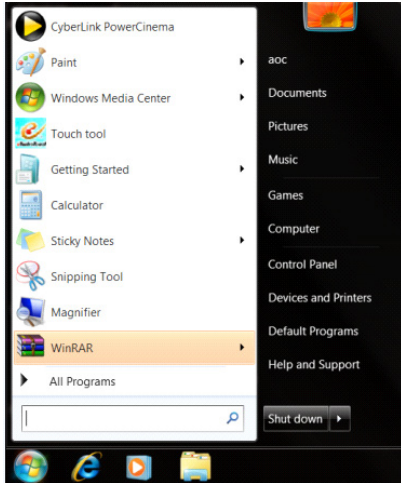 CyberLink PowerCinema
Paint
Windows Media Center
Touch tool
Getting Started
Calculator
Sticky Notes
Snipping Tool
Magnifier
WinRAR
All Programs
aoc
Documents
Pictures
Music
Games
Computer
Control Panel
Devices and Printers
Default Programs
Help and Support
Shut down